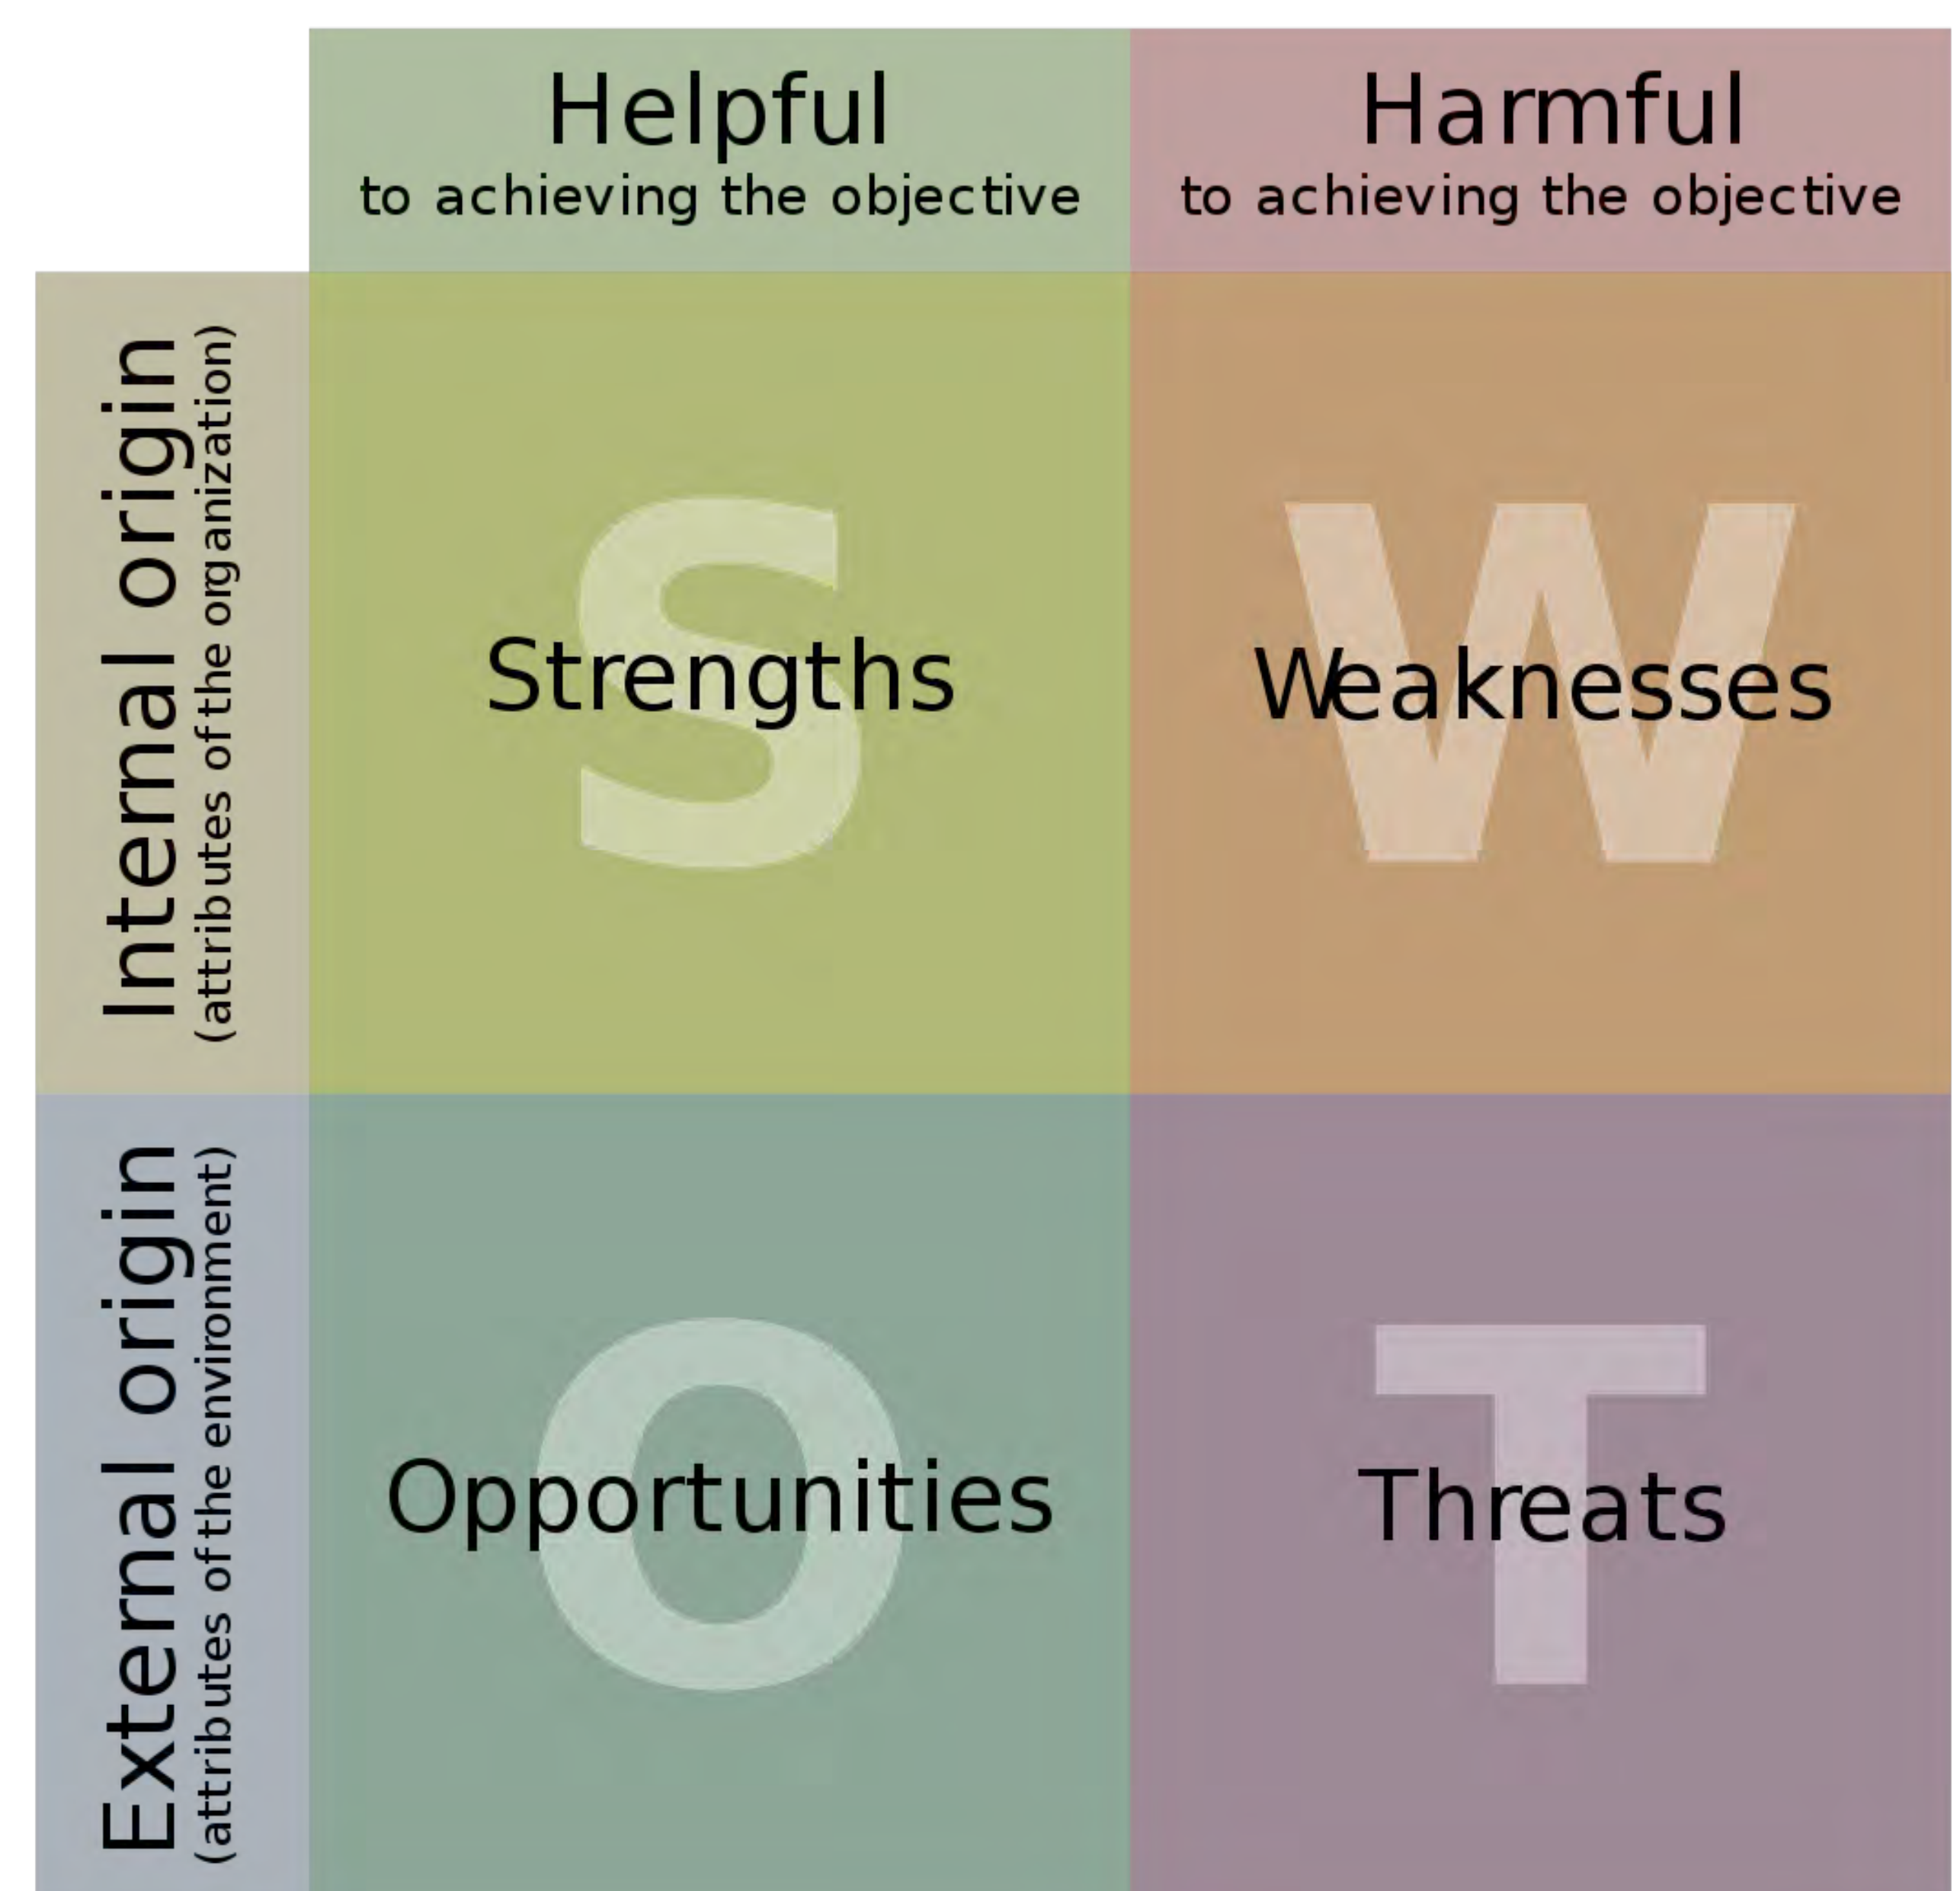 Helpful
to achieving the objective
Harmful
to achieving the objective
Internal origin
(attributes of the organization)
S
Strengths
W
Weaknesses
External origin
(attributes of the environment)
O
Opportunities
T
Threats